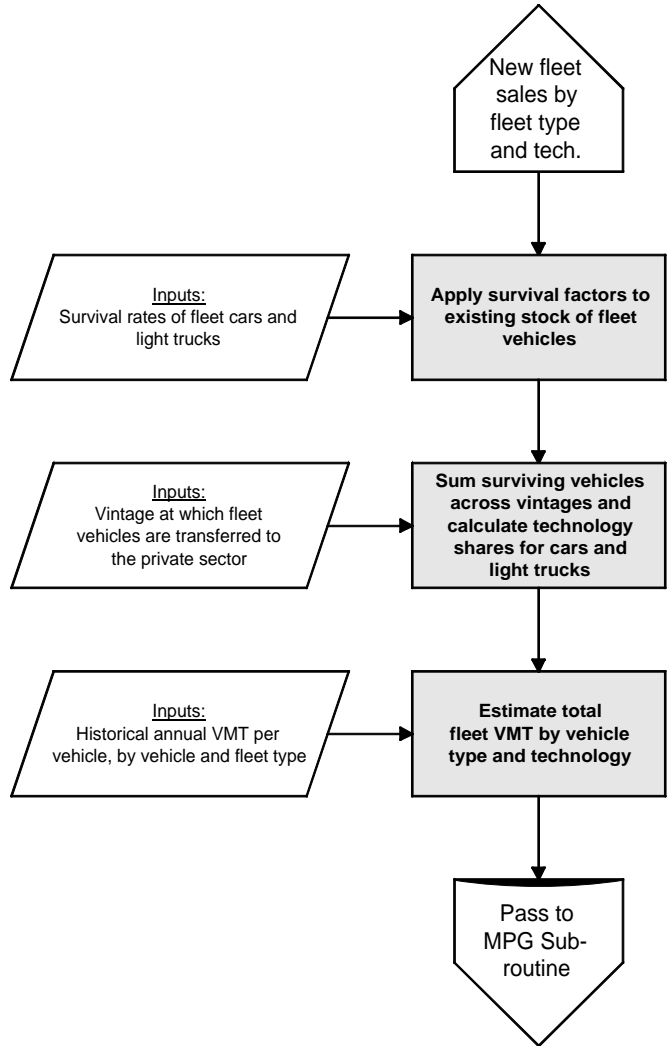 New fleet
sales by
fleet type
and tech.
Inputs:
Survival rates of fleet cars and
light trucks
Apply survival factors to
existing stock of fleet
vehicles
Inputs:
Vintage at which fleet
vehicles are transferred to
the private sector
Sum surviving vehicles
across vintages and
calculate technology
shares for cars and
light trucks
Inputs:
Historical annual VMT per
vehicle, by vehicle and fleet type
Estimate total
fleet VMT by vehicle
type and technology
Pass to
MPG Sub-
routine